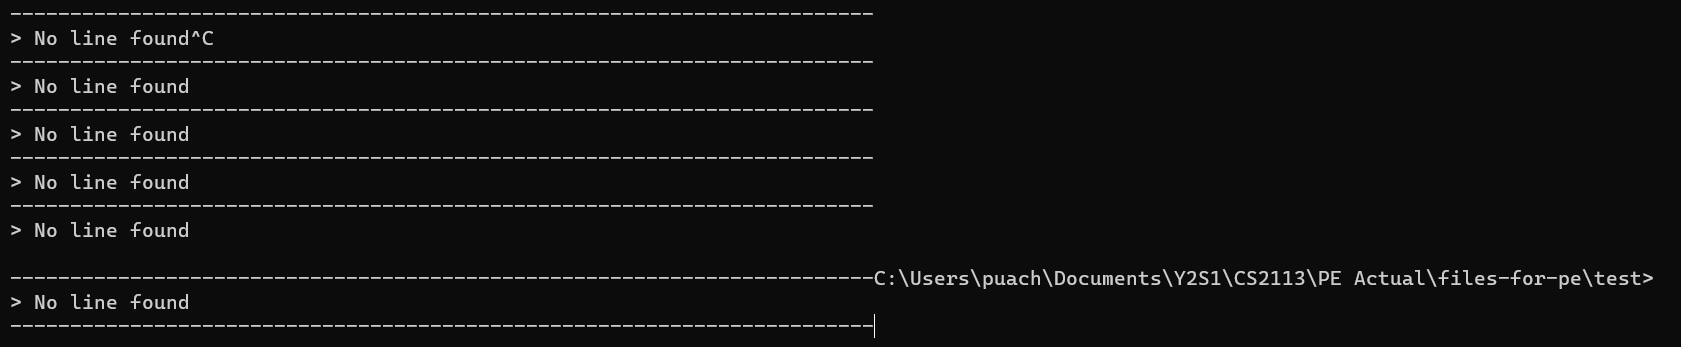 ------------------------------------------------------------------------
> No line found^C
------------------------------------------------------------------------
> No line found
------------------------------------------------------------------------
> No line found
------------------------------------------------------------------------
> No line found
------------------------------------------------------------------------
> No line found
------------------------------------------------------------------------C:\Users\puach\Documents\Y2S1\CS2113\PE Actual\files-for-pe\test>
> No line found
------------------------------------------------------------------------